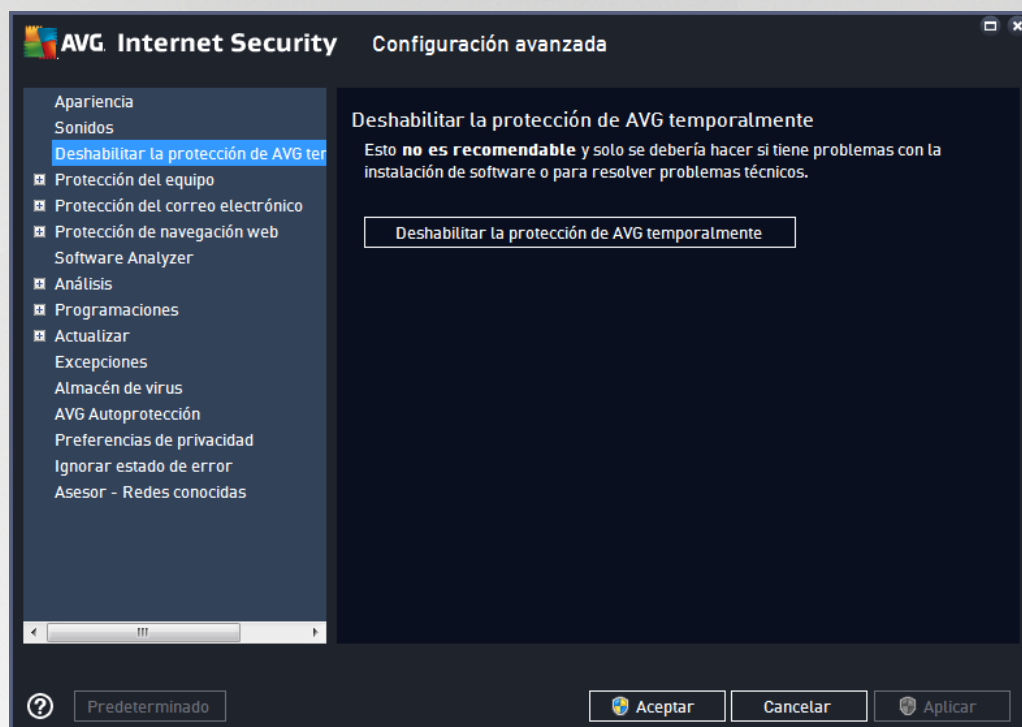 AVG. Internet Security Configuración avanzada
Apariencia
Sonidos
Deshabilitar la protección de AVG ter
Protección del equipo
Protección del correo electrónico
Protección de navegación web
Software Analyzer
Análisis
Programaciones
Actualizar
Excepciones
Almacén de virus
AVG Autoprotección
Preferencias de privacidad
Ignorar estado de error
Asesor - Redes conocidas
Deshabilitar la protección de AVG temporalmente
Esto no es recomendable y solo se debería hacer si tiene problemas con la
instalación de software o para resolver problemas técnicos.
Deshabilitar la protección de AVG temporalmente
Predeterminado
Aceptar
Cancelar
Aplicar